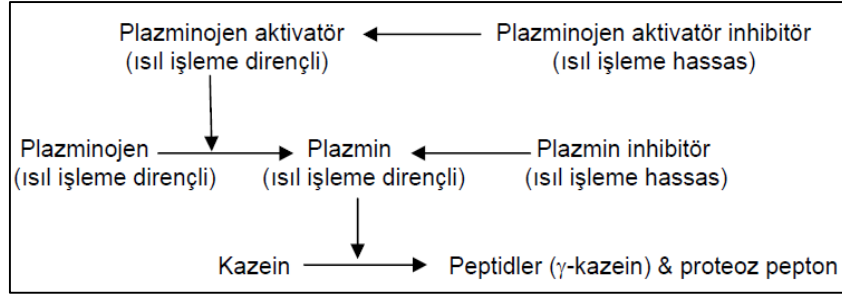 Plazminojen aktivatör Plazminojen aktivatör inhibitör
(ısıl işleme dirençli) (ısıl işleme hassas)
Plazminojen Plazmin Plazmin inhibitör
(ısıl işleme dirençli) (ısıl işleme dirençli) (ısıl işleme hassas)
Kazein Peptidler (γ-kazein) & proteoz pepton